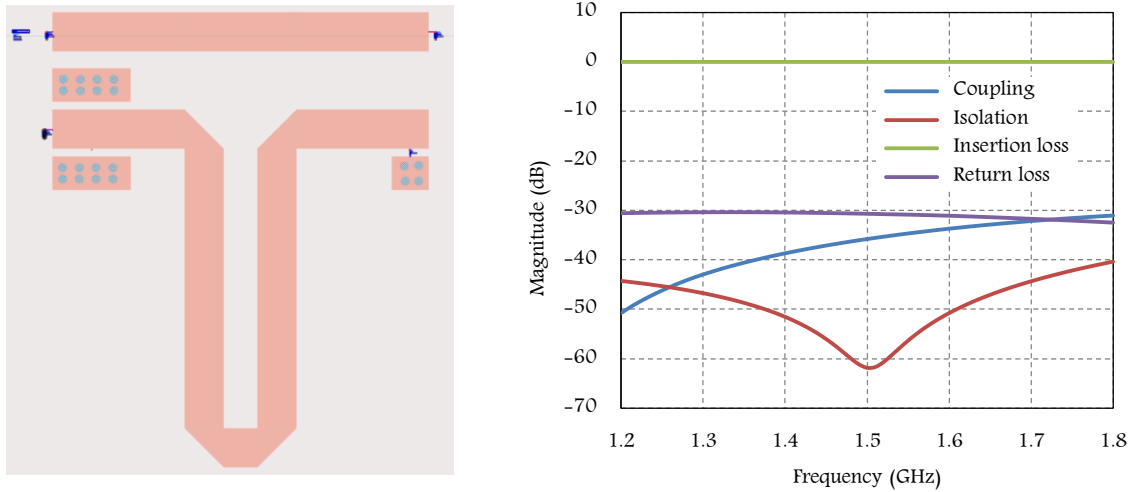 10
0
-10
-20
-30
-40
-50
-60
-70
Magnitude (dB)
Coupling
Isolation
Insertion loss
Return loss
1.2 1.3 1.4 1.5 1.6 1.7 1.8
Frequency (GHz)